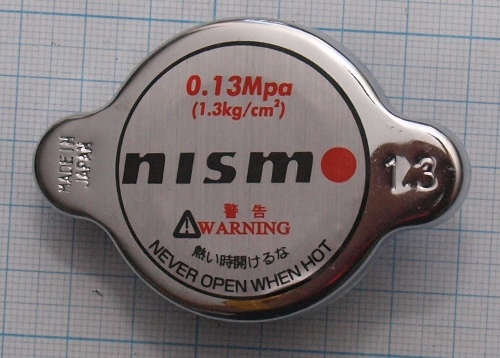 0.13Mpa
(1.3kg/cm²)
nismo
警告
WARNING
熱い時開けるな
NEVER OPEN WHEN HOT
MADE IN
JAPAN
1.3